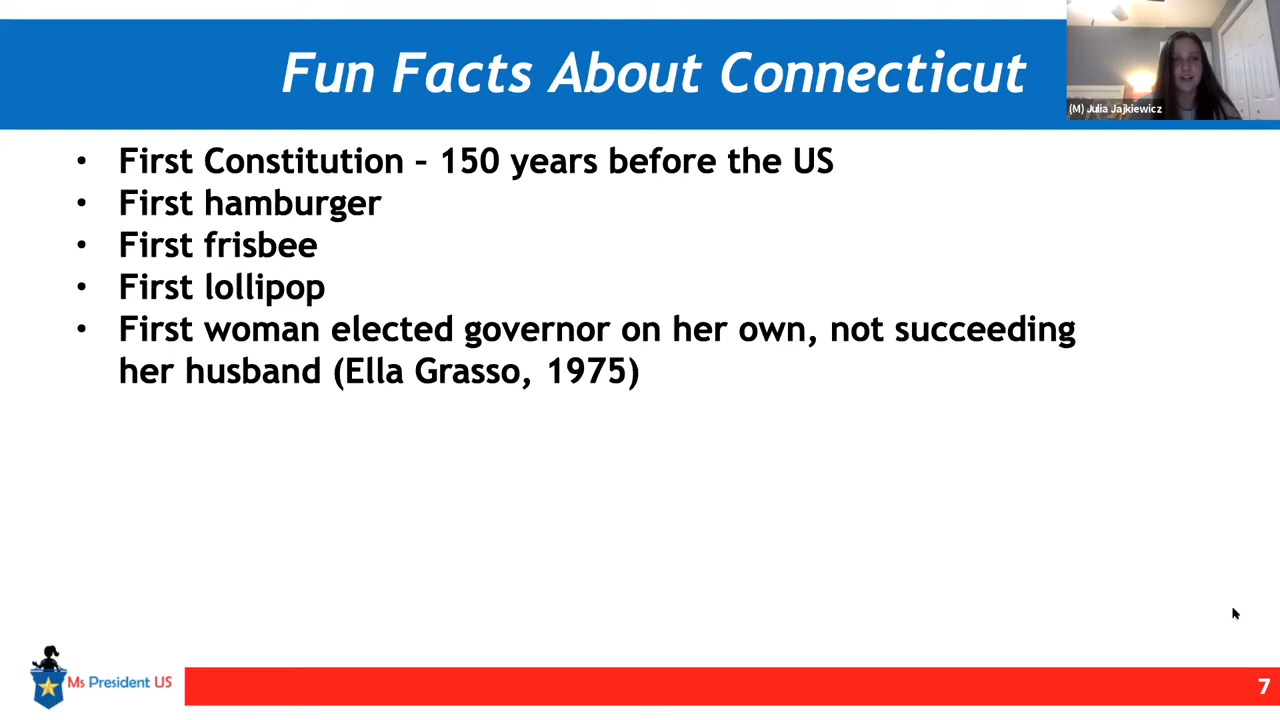 Fun Facts About Connecticut
(M) Julia Jajkiewicz
• First Constitution – 150 years before the US
• First hamburger
• First frisbee
• First lollipop
• First woman elected governor on her own, not succeeding
her husband (Ella Grasso, 1975)
Ms President US
7